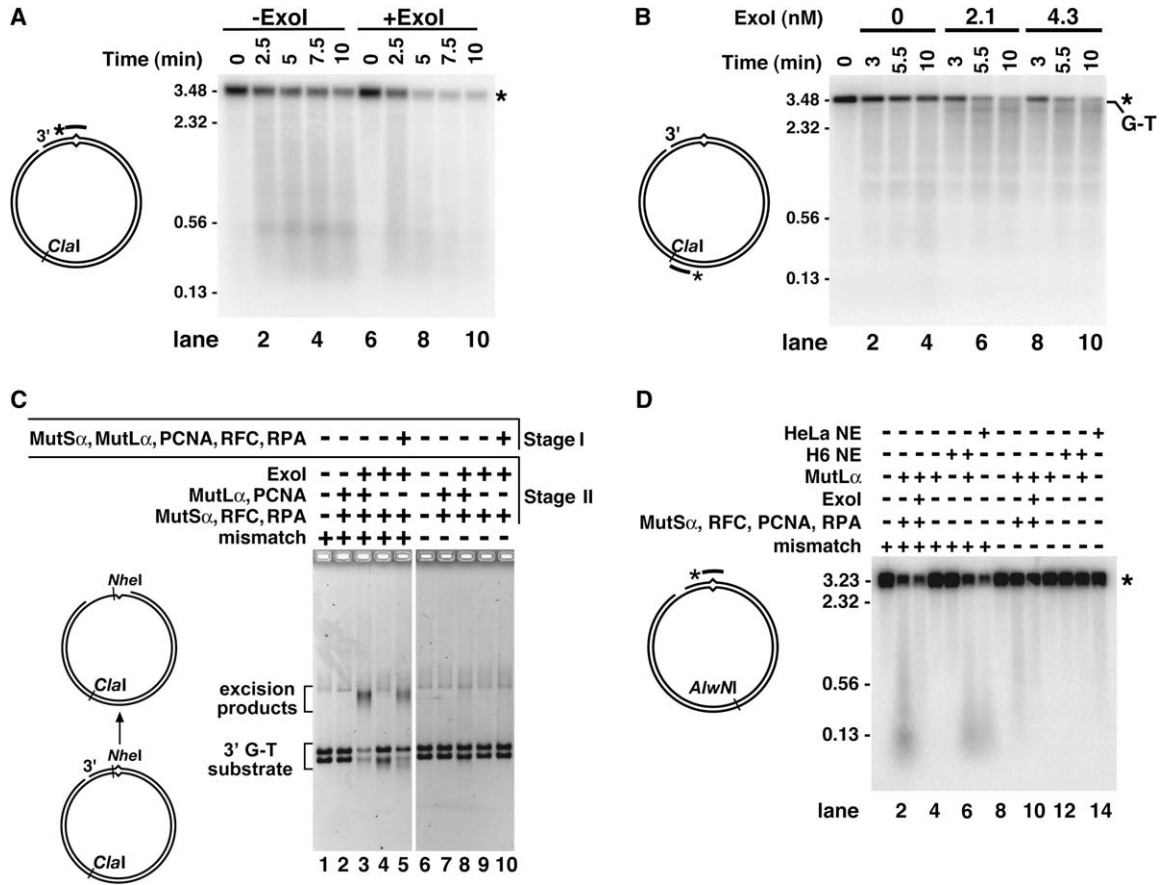 A
-ExoI +ExoI
Time (min) 0 2.5 5 7.5 10 0 2.5 5 7.5 10
3.48 -
*
2.32 -
3' *
ClaI
0.56 -
0.13 -
lane 2 4 6 8 10
B
ExoI (nM) 0 2.1 4.3
Time (min) 0 3 5.5 10 3 5.5 10 3 5.5 10
3.48 -
*
G-T
2.32 -
3'
ClaI
*
0.56 -
0.13 -
lane 2 4 6 8 10
C
MutSα, MutLα, PCNA, RFC, RPA - - - - + - - - - + Stage I
ExoI - - + + + - - + + +
MutLα, PCNA - + + - - - + + - -
Stage II
MutSα, RFC, RPA - + + + + - + + + +
mismatch + + + + + - - - - -
NheI
ClaI
excision
products
3' G-T
substrate
NheI
3'
ClaI
1 2 3 4 5 6 7 8 9 10
D
HeLa NE - - - - - - + - - - - - - +
H6 NE - - - - + + - - - - - + + -
MutLα - + + + - + - - + + + - + -
ExoI - - + - - - - - - + - - - -
MutSα, RFC, PCNA, RPA - + + - - - - - + + - - - -
mismatch + + + + + + + - - - - - - -
3.23 -
*
2.32 -
*
AlwNI
0.56 -
0.13 -
lane 2 4 6 8 10 12 14